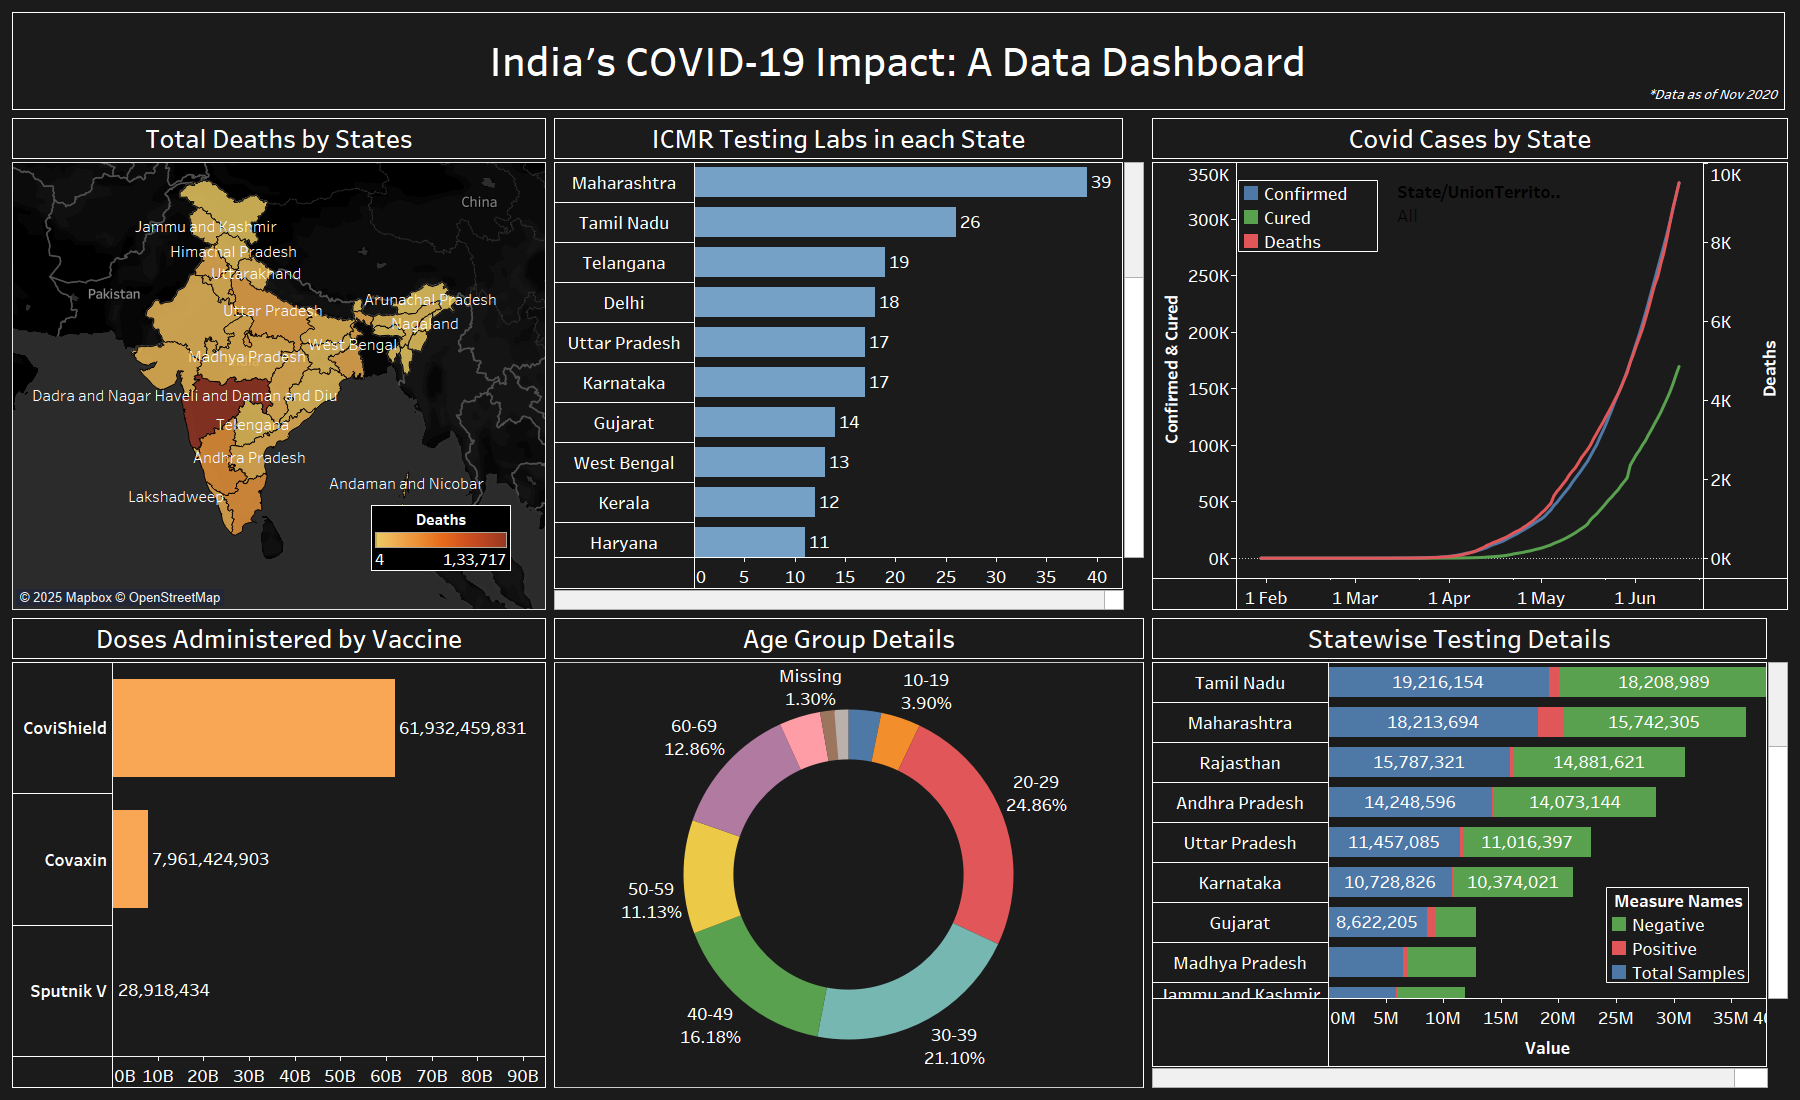 India's COVID-19 Impact: A Data Dashboard
*Data as of Nov 2020
Total Deaths by States
China
Jammu and Kashmir
Himachal Pradesh
Uttarakhand
Pakistan
Arunachal Pradesh
Uttar Pradesh
Nagaland
West Bengal
Madhya Pradesh
Dadra and Nagar Haveli and Daman and Diu
Telengana
Andhra Pradesh
Andaman and Nicobar
Lakshadweep
Deaths
4 1,33,717
© 2025 Mapbox © OpenStreetMap
ICMR Testing Labs in each State
Maharashtra 39
Tamil Nadu 26
Telangana 19
Delhi 18
Uttar Pradesh 17
Karnataka 17
Gujarat 14
West Bengal 13
Kerala 12
Haryana 11
0 5 10 15 20 25 30 35 40
Covid Cases by State
Confirmed
Cured
Deaths
State/UnionTerrito..
All
Confirmed & Cured
350K
300K
250K
200K
150K
100K
50K
0K
10K
8K
6K
4K
2K
0K
Deaths
1 Feb 1 Mar 1 Apr 1 May 1 Jun
Doses Administered by Vaccine
CoviShield 61,932,459,831
Covaxin 7,961,424,903
Sputnik V 28,918,434
0B 10B 20B 30B 40B 50B 60B 70B 80B 90B
Age Group Details
Missing
1.30%
10-19
3.90%
20-29
24.86%
30-39
21.10%
40-49
16.18%
50-59
11.13%
60-69
12.86%
Statewise Testing Details
Tamil Nadu 19,216,154 18,208,989
Maharashtra 18,213,694 15,742,305
Rajasthan 15,787,321 14,881,621
Andhra Pradesh 14,248,596 14,073,144
Uttar Pradesh 11,457,085 11,016,397
Karnataka 10,728,826 10,374,021
Gujarat 8,622,205
Madhya Pradesh
Jammu and Kashmir
Measure Names
Negative
Positive
Total Samples
0M 5M 10M 15M 20M 25M 30M 35M
Value